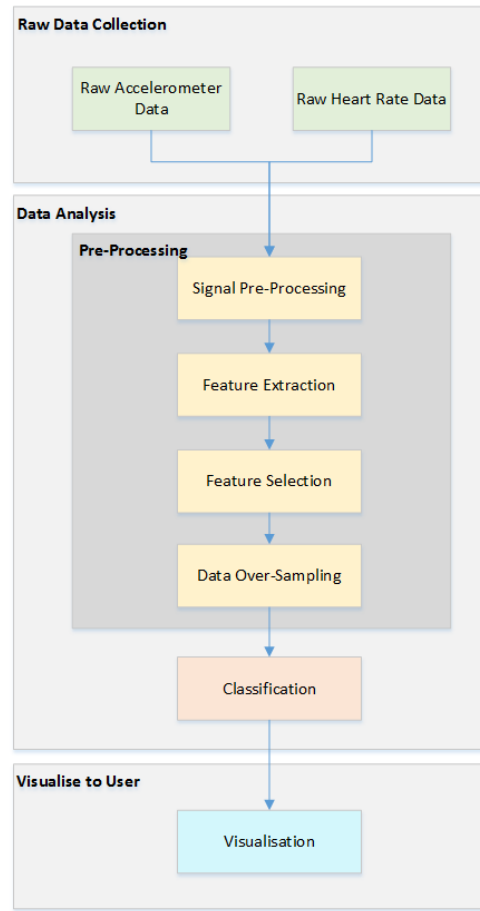 Raw Data Collection
Raw Accelerometer
Data
Raw Heart Rate Data
Data Analysis
Pre-Processing
Signal Pre-Processing
Feature Extraction
Feature Selection
Data Over-Sampling
Classification
Visualise to User
Visualisation